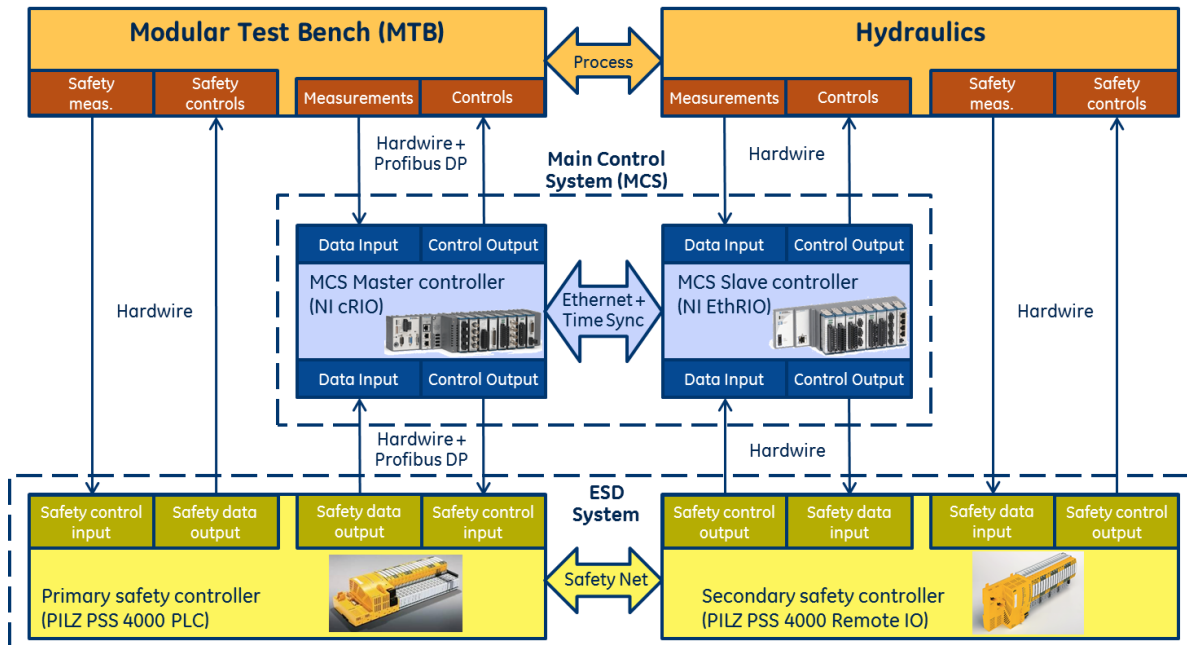 Modular Test Bench (MTB)
Hydraulics
Process
Safety
meas.
Safety
controls
Measurements
Controls
Measurements
Controls
Safety
meas.
Safety
controls
Hardwire +
Profibus DP
Main Control
System (MCS)
Hardwire
Data Input
Control Output
Data Input
Control Output
MCS Master controller
(NI cRIO)
Ethernet +
Time Sync
MCS Slave controller
(NI EthRIO)
Hardwire
Hardwire
Data Input
Control Output
Data Input
Control Output
Hardwire +
Profibus DP
Hardwire
ESD
System
Safety control
input
Safety data
output
Safety data
output
Safety control
input
Safety control
output
Safety data
input
Safety data
input
Safety control
output
Safety Net
Primary safety controller
(PILZ PSS 4000 PLC)
Secondary safety controller
(PILZ PSS 4000 Remote IO)